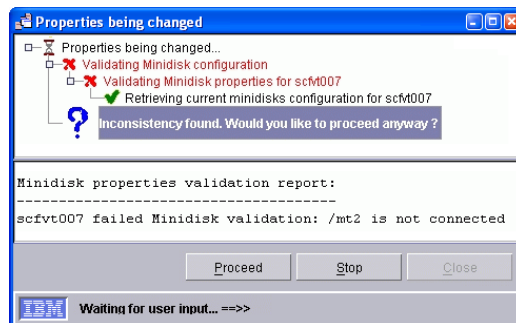 Properties being changed
Properties being changed...
Validating Minidisk configuration
Validating Minidisk properties for scfvt007
Retrieving current minidisks configuration for scfvt007
? Inconsistency found. Would you like to proceed anyway ?
Minidisk properties validation report:
---------------------------------------
scfvt007 failed Minidisk validation: /mt2 is not connected
Proceed Stop Close
IBM Waiting for user input... ==>>